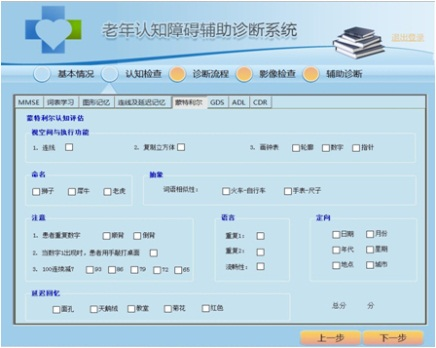 老年认知障碍辅助诊断系统
退出登录
基本情况 认知检查 诊断流程 影像检查 辅助诊断
MMSE 词表学习 图形记忆 连线及延迟记忆 蒙特利尔 GDS ADL CDR
蒙特利尔认知评估
视空间与执行功能
1、连线 2、复制立方体 3、画钟表 轮廓 数字 指针
命名 抽象
狮子 犀牛 老虎 词语相似性: 火车-自行车 手表-尺子
注意 语言 定向
1、患者重复数字 顺背 倒背 重复1: 日期 月份
2、当数字1出现时，患者用手敲打桌面 重复2: 年代 星期
3、100连续减7 93 86 79 72 65 流畅性: 地点 城市
延迟回忆
面孔 天鹅绒 教堂 菊花 红色 总分 分
上一步 下一步